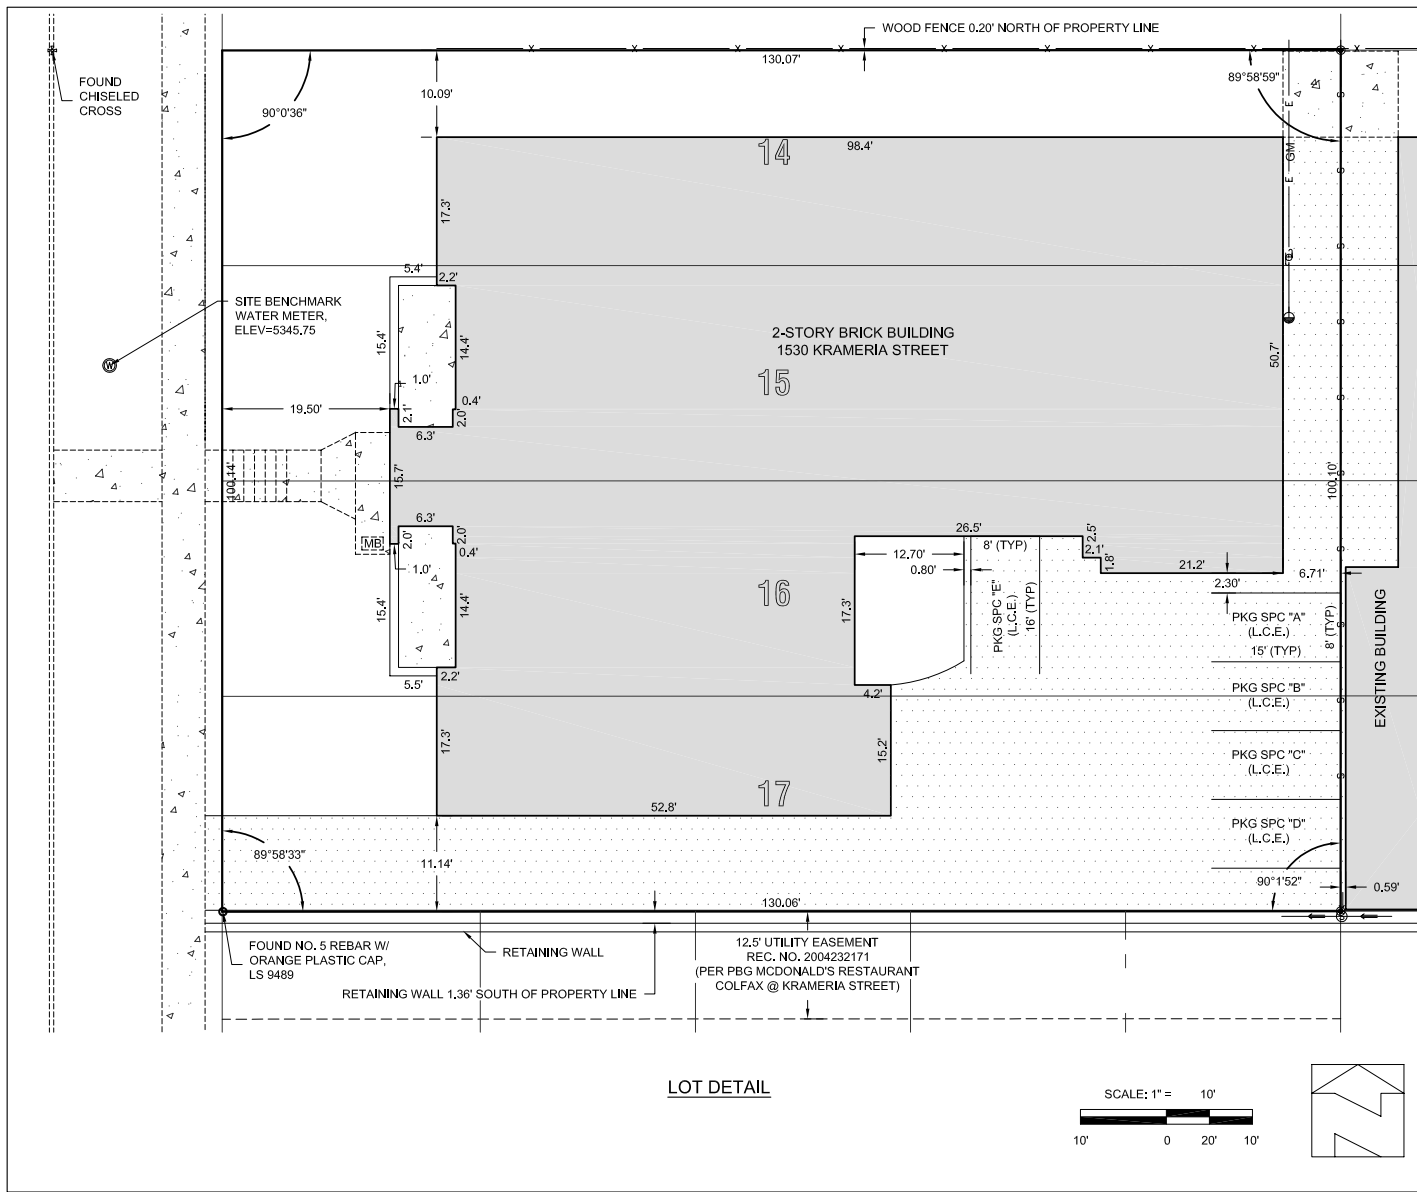 WOOD FENCE 0.20' NORTH OF PROPERTY LINE
130.07'
FOUND
CHISELED
CROSS
90°0'36"
10.09'
89°58'59"
E
GM
E
14
98.4'
17.3'
5.4'
2.2'
SITE BENCHMARK
WATER METER,
ELEV=5345.75
W
15.4'
14.4'
2-STORY BRICK BUILDING
1530 KRAMERIA STREET
50.7'
15
1.0'
0.4'
19.50'
2.1'
2.0'
6.3'
100.14'
15.7'
100.10'
6.3'
MB
2.0'
2.0'
0.4'
1.0'
26.5'
8' (TYP)
2.5'
2.1'
12.70'
0.80'
1.8'
21.2'
2.30'
6.71'
15.4'
14.4'
16
17.3'
PKG SPC "E"
(L.C.E.)
16' (TYP)
PKG SPC "A"
(L.C.E.)
15' (TYP)
8' (TYP)
EXISTING BUILDING
5.5'
2.2'
4.2'
PKG SPC "B"
(L.C.E.)
17.3'
15.2'
PKG SPC "C"
(L.C.E.)
17
52.8'
PKG SPC "D"
(L.C.E.)
89°58'33"
11.14'
90°1'52"
0.59'
130.06'
FOUND NO. 5 REBAR W/
ORANGE PLASTIC CAP,
LS 9489
RETAINING WALL
12.5' UTILITY EASEMENT
REC. NO. 2004232171
(PER PBG MCDONALD'S RESTAURANT
COLFAX @ KRAMERIA STREET)
RETAINING WALL 1.36' SOUTH OF PROPERTY LINE
LOT DETAIL
SCALE: 1" = 10'
10' 0 20' 10'